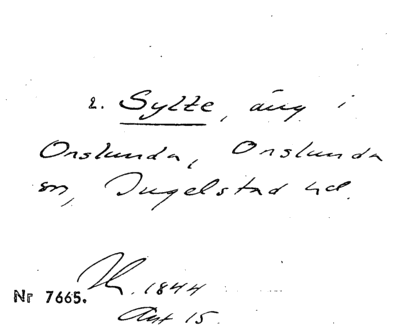 2. Sylte, äng i
Onslunda, Onslunda
sn, Ingelstad hd.
1844
Nr 7665.
Akt 15.